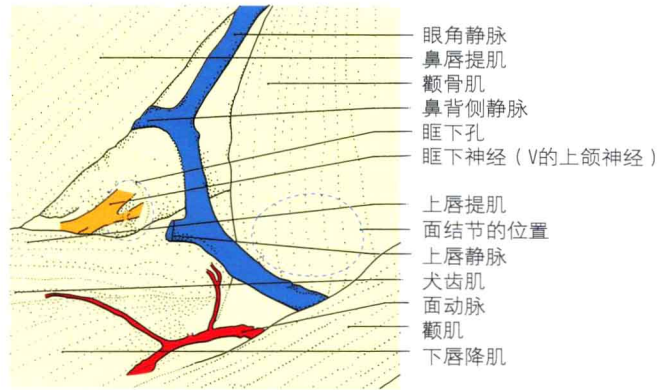 眼角静脉
鼻唇提肌
颧骨肌
鼻背侧静脉
眶下孔
眶下神经（V的上颌神经）
上唇提肌
面结节的位置
上唇静脉
犬齿肌
面动脉
颧肌
下唇降肌